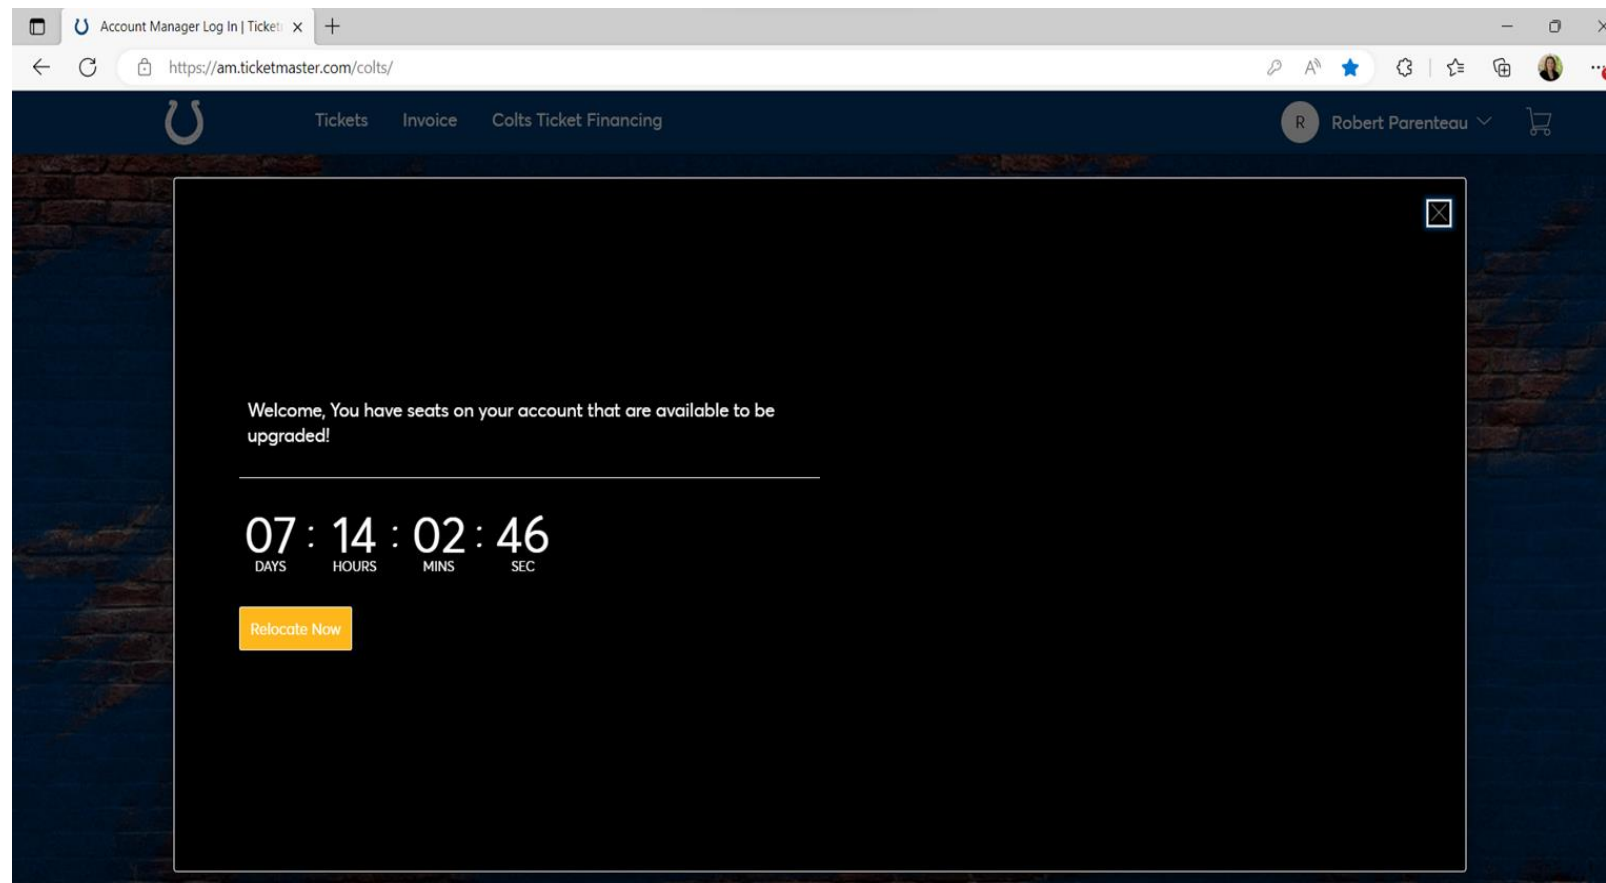 Account Manager Log In | Ticket
https://am.ticketmaster.com/colts/
Tickets Invoice Colts Ticket Financing
R Robert Parenteau
Welcome, You have seats on your account that are available to be
upgraded!
07 : 14 : 02 : 46
DAYS HOURS MINS SEC
Relocate Now